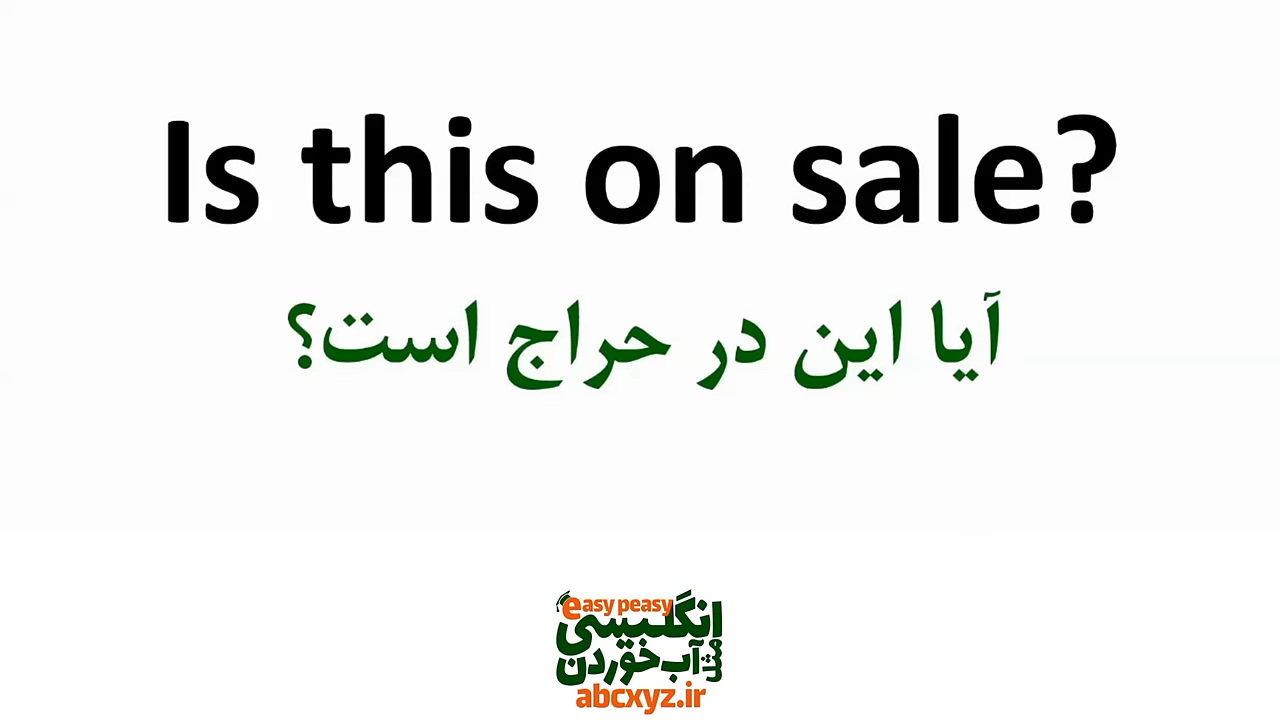 Is this on sale?
آیا این در حراج است؟
easy peasy
انگلیسی
مثل آب خوردن
abcxyz.ir